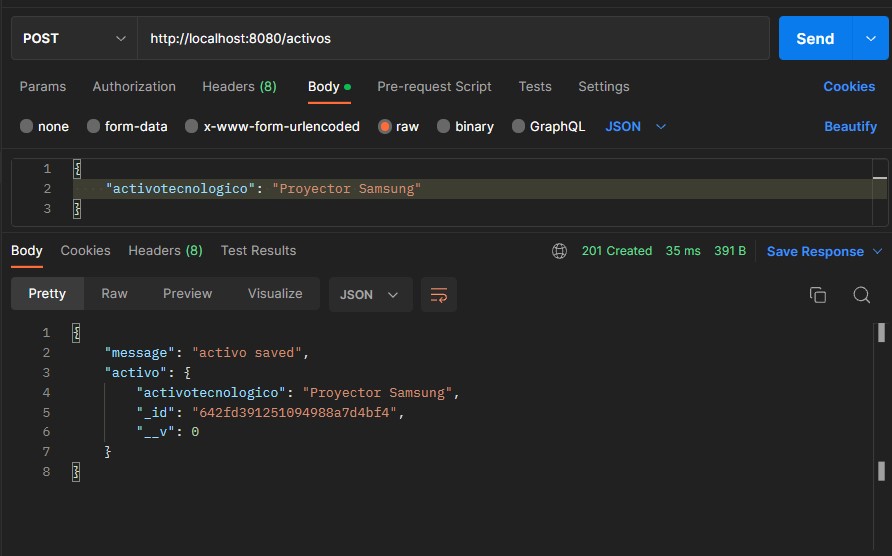 POST http://localhost:8080/activos Send
Params Authorization Headers (8) Body Pre-request Script Tests Settings Cookies
none form-data x-www-form-urlencoded raw binary GraphQL JSON Beautify
1 {
2 "activotecnologico": "Proyector Samsung"
3 }
Body Cookies Headers (8) Test Results 201 Created 35 ms 391 B Save Response
Pretty Raw Preview Visualize JSON
1 {
2 "message": "activo saved",
3 "activo": {
4 "activotecnologico": "Proyector Samsung",
5 "_id": "642fd391251094988a7d4bf4",
6 "__v": 0
7 }
8 }